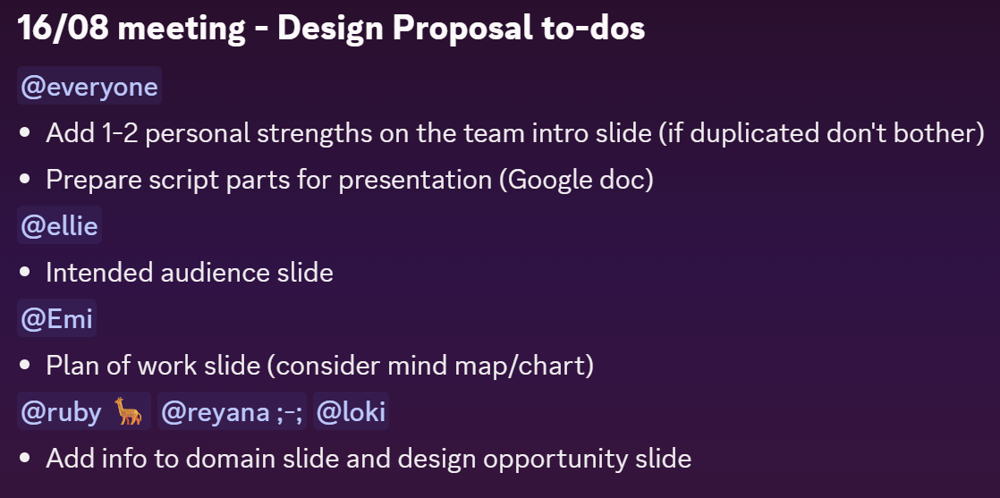 16/08 meeting - Design Proposal to-dos
@everyone
• Add 1-2 personal strengths on the team intro slide (if duplicated don't bother)
• Prepare script parts for presentation (Google doc)
@ellie
• Intended audience slide
@Emi
• Plan of work slide (consider mind map/chart)
@ruby 🦙 @reyana ;-; @loki
• Add info to domain slide and design opportunity slide